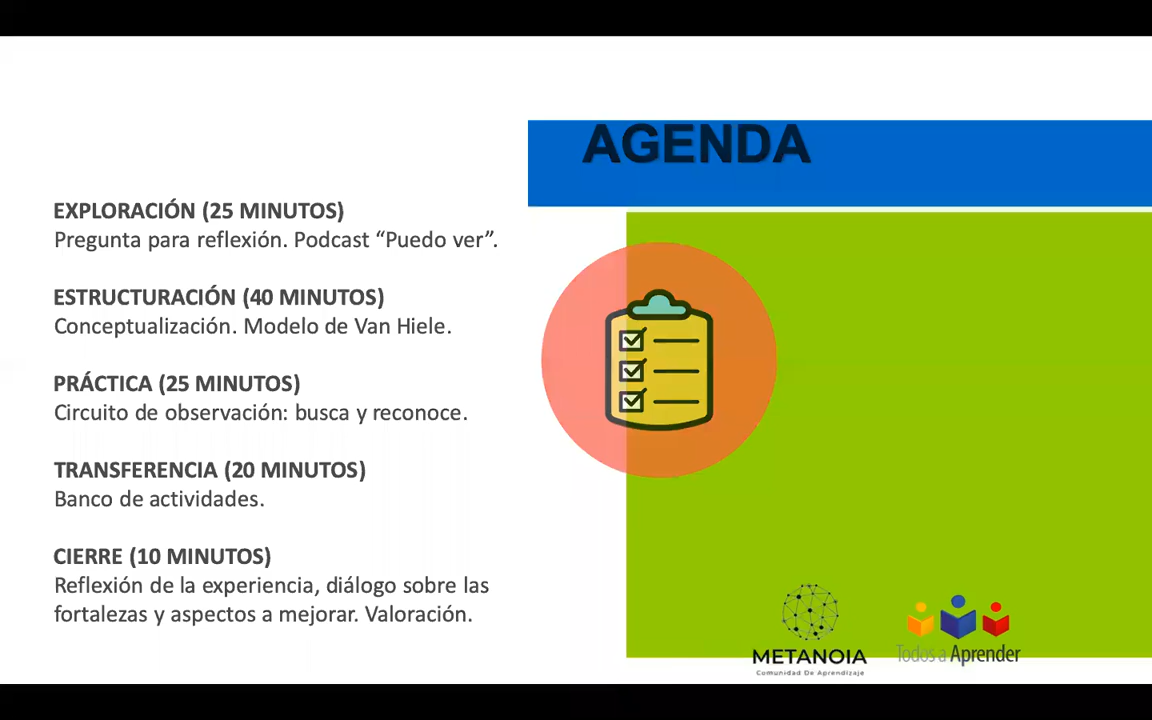 AGENDA
EXPLORACIÓN (25 MINUTOS)
Pregunta para reflexión. Podcast “Puedo ver”.
ESTRUCTURACIÓN (40 MINUTOS)
Conceptualización. Modelo de Van Hiele.
PRÁCTICA (25 MINUTOS)
Circuito de observación: busca y reconoce.
TRANSFERENCIA (20 MINUTOS)
Banco de actividades.
CIERRE (10 MINUTOS)
Reflexión de la experiencia, diálogo sobre las
fortalezas y aspectos a mejorar. Valoración.
METANOIA
Comunidad De Aprendizaje
Todos a Aprender